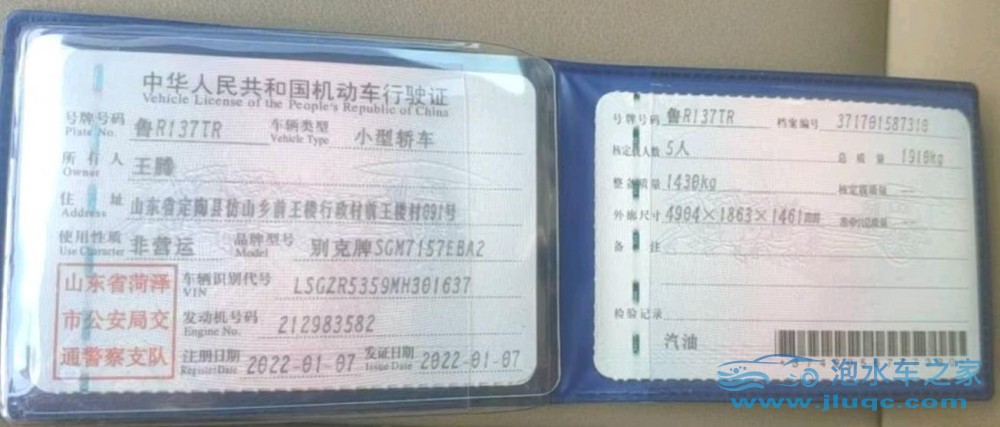 中华人民共和国机动车行驶证
Vehicle License of the People's Republic of China
号牌号码 鲁R137TR 车辆类型 小型轿车
Plate No. Vehicle Type
所有人 王腾
Owner
住址 山东省定陶县仿山乡前王楼行政村前王楼村091号
Address
使用性质 非营运 品牌型号 别克牌SGM7157EBA2
Use Character Model
山东省菏泽
市公安局交
通警察支队
车辆识别代号 LSGZR5359MH301637
VIN
发动机号码 212983582
Engine No.
注册日期 2022-01-07 发证日期 2022-01-07
Register Date Issue Date
号牌号码 鲁R137TR 档案编号 371701587310
核定载人数 5人 总质量 1910kg
整备质量 1430kg 核定载质量 --
外廓尺寸 4904×1863×1461mm
备注
检验记录
汽油
泡水车之家
www.jluqc.com